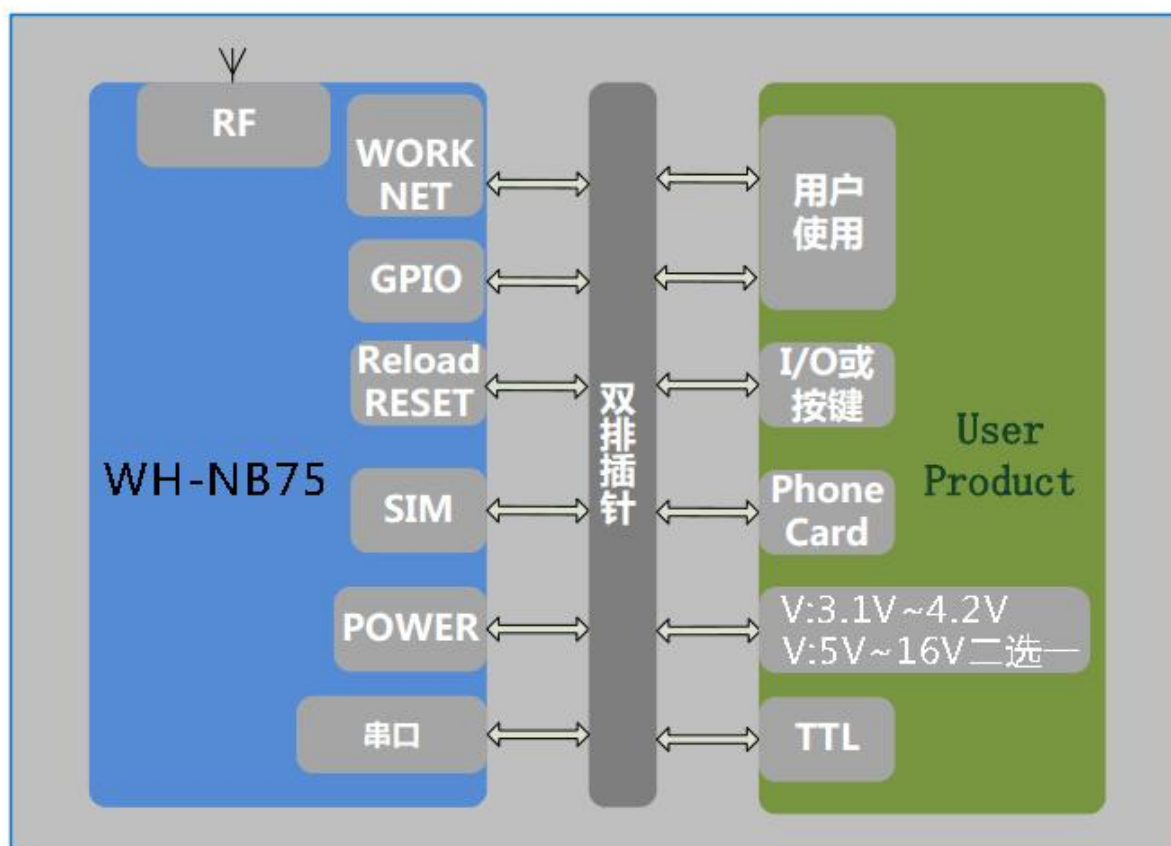 RF
WORK
NET
GPIO
Reload
RESET
WH-NB75
SIM
POWER
串口
双
排
插
针
用户
使用
I/O或
按键
User
Product
Phone
Card
V:3.1V~4.2V
V:5V~16V二选一
TTL